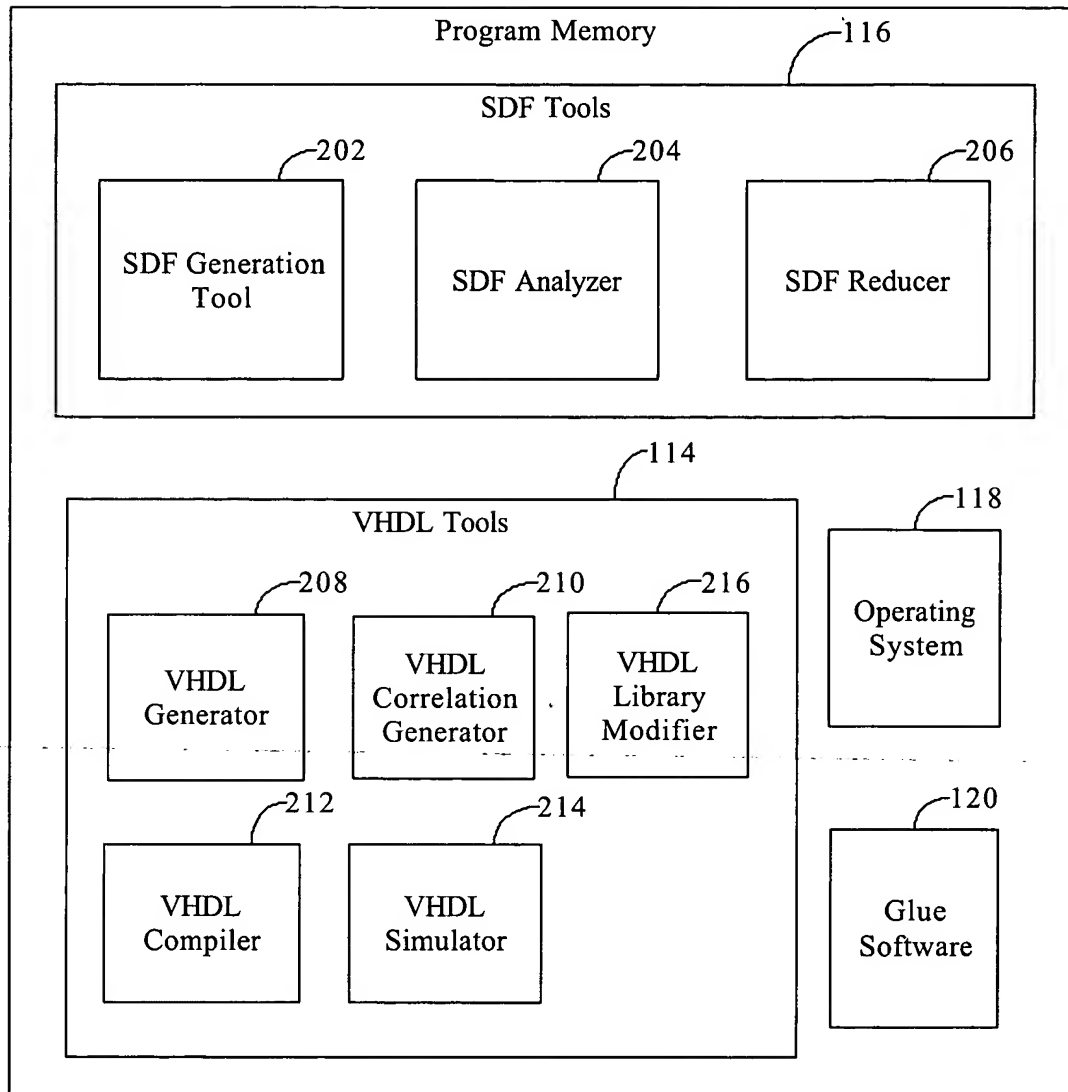 Program Memory
116
SDF Tools
202
204
206
SDF Generation
Tool
SDF Analyzer
SDF Reducer
114
VHDL Tools
118
208
210
216
Operating
System
VHDL
Generator
VHDL
Correlation
Generator
VHDL
Library
Modifier
212
214
120
VHDL
Compiler
VHDL
Simulator
Glue
Software